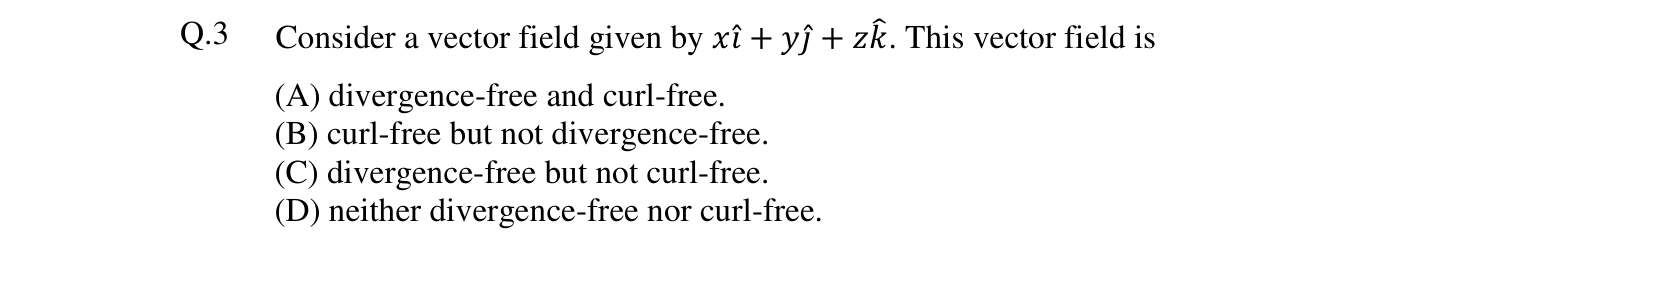 Q.3 Consider a vector field given by xî + yĵ + zk̂. This vector field is
(A) divergence-free and curl-free.
(B) curl-free but not divergence-free.
(C) divergence-free but not curl-free.
(D) neither divergence-free nor curl-free.